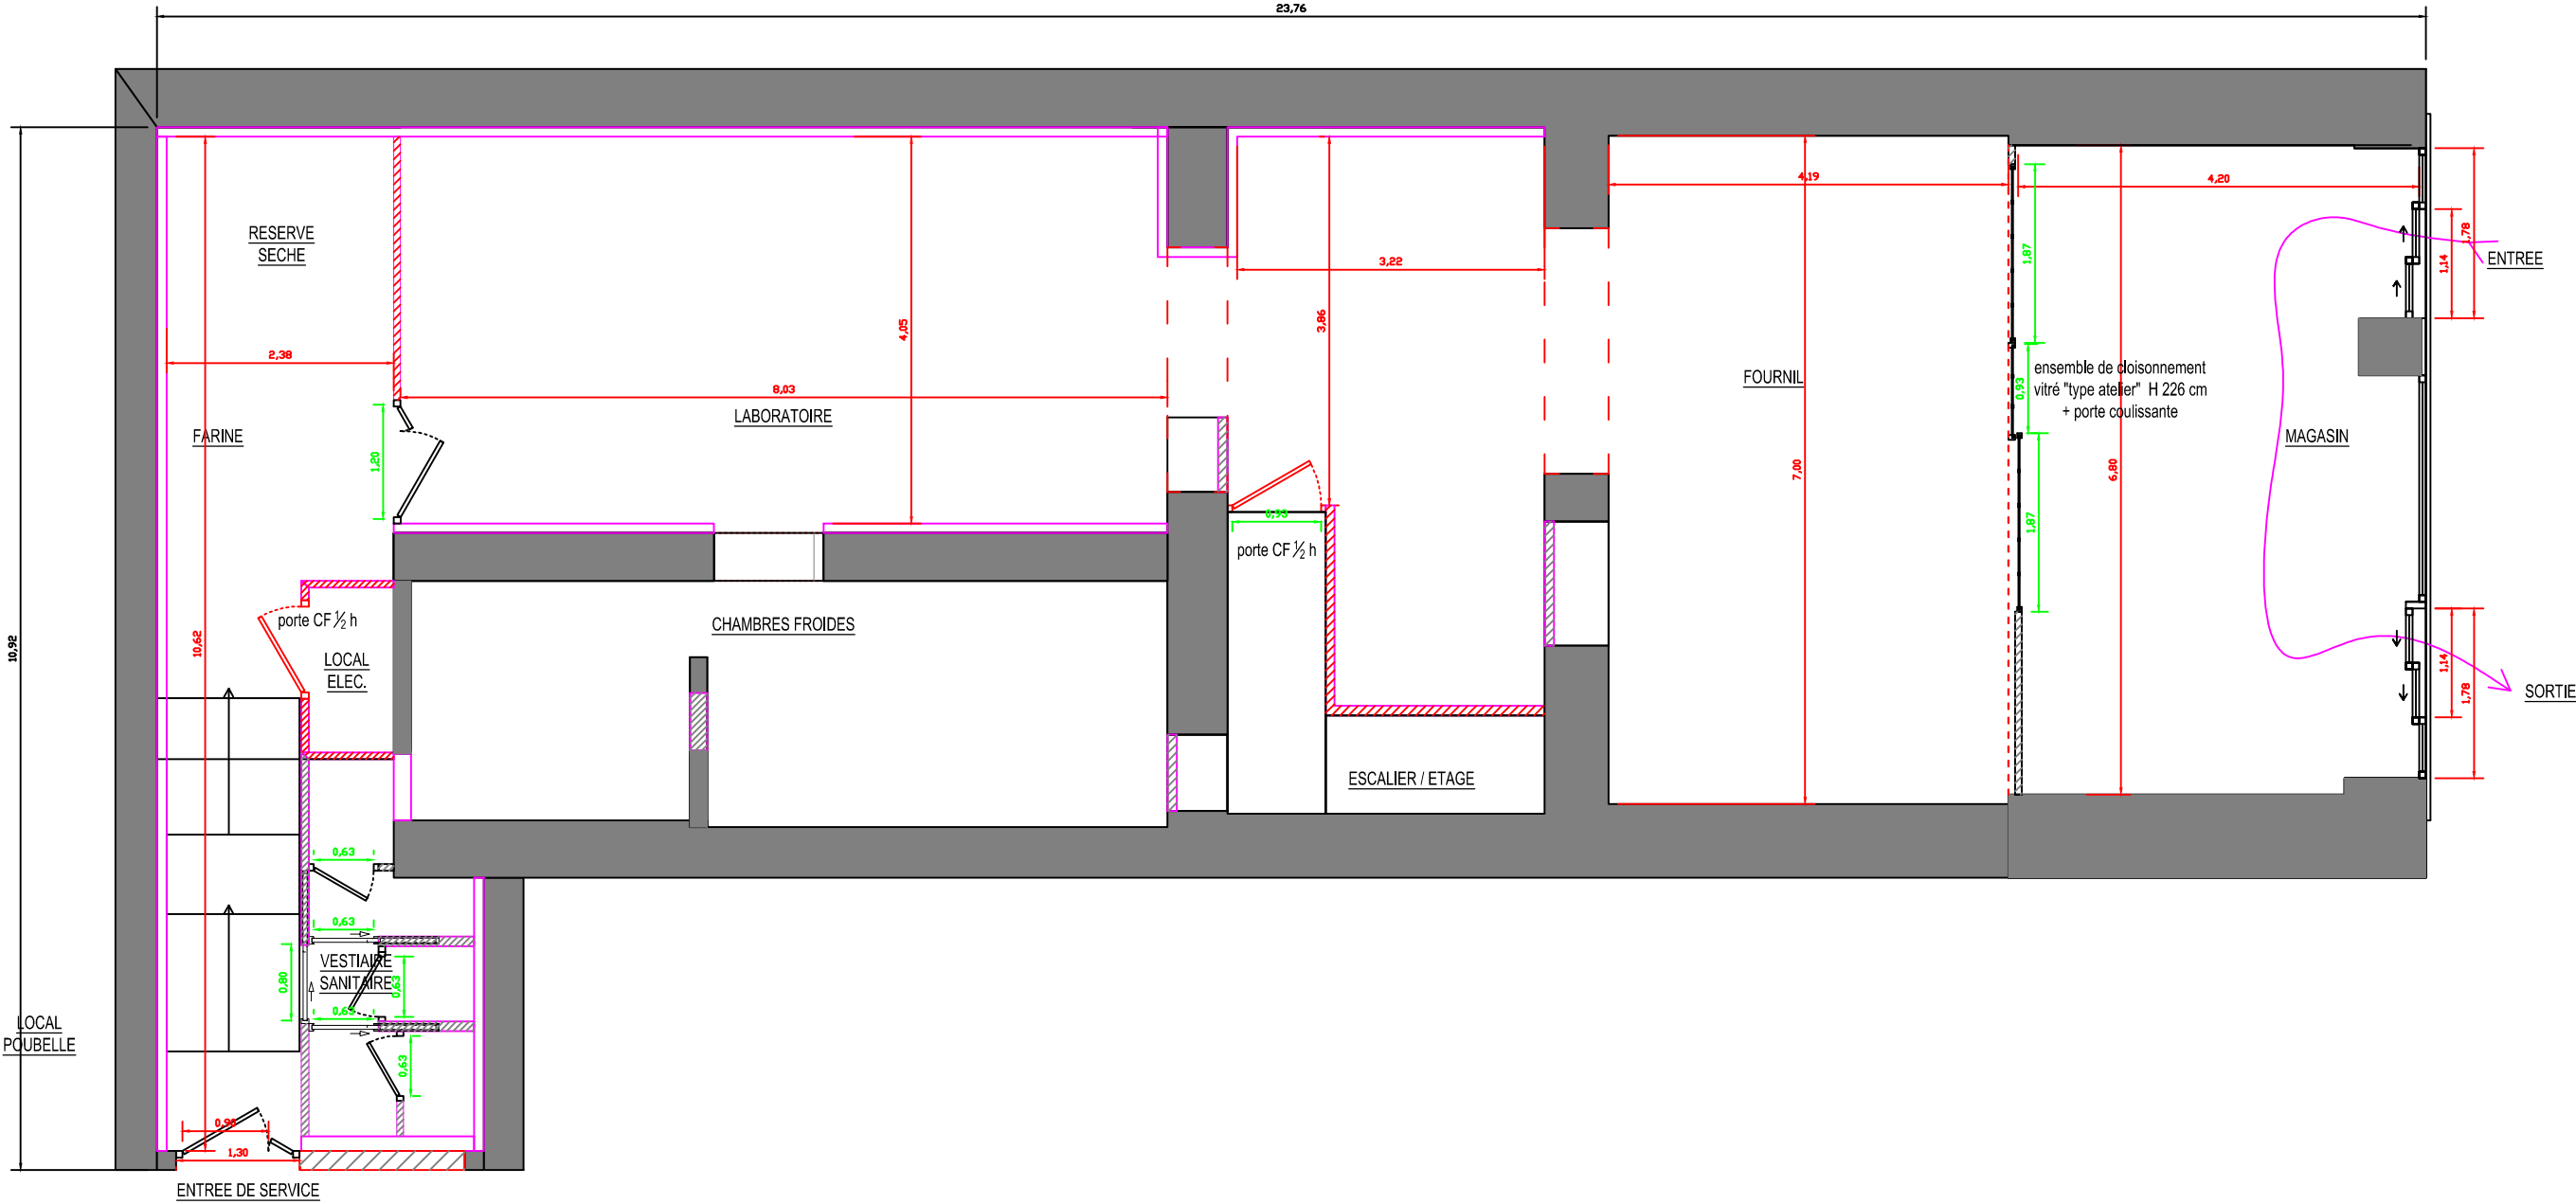 23,76
10,92
RESERVE
SECHE
FARINE
2,38
10,62
1,20
8,03
4,05
LABORATOIRE
3,86
3,22
0,93
porte CF ½ h
4,19
7,00
FOURNIL
1,87
0,93
1,87
ensemble de cloisonnement
vitré "type atelier" H 226 cm
+ porte coulissante
4,20
6,80
MAGASIN
1,78
1,14
ENTREE
1,14
1,78
SORTIE
porte CF ½ h
LOCAL
ELEC.
CHAMBRES FROIDES
ESCALIER / ETAGE
0,63
0,63
VESTIAIRE
SANITAIRE
0,80
0,63
0,63
0,63
LOCAL
POUBELLE
0,90
1,30
ENTREE DE SERVICE